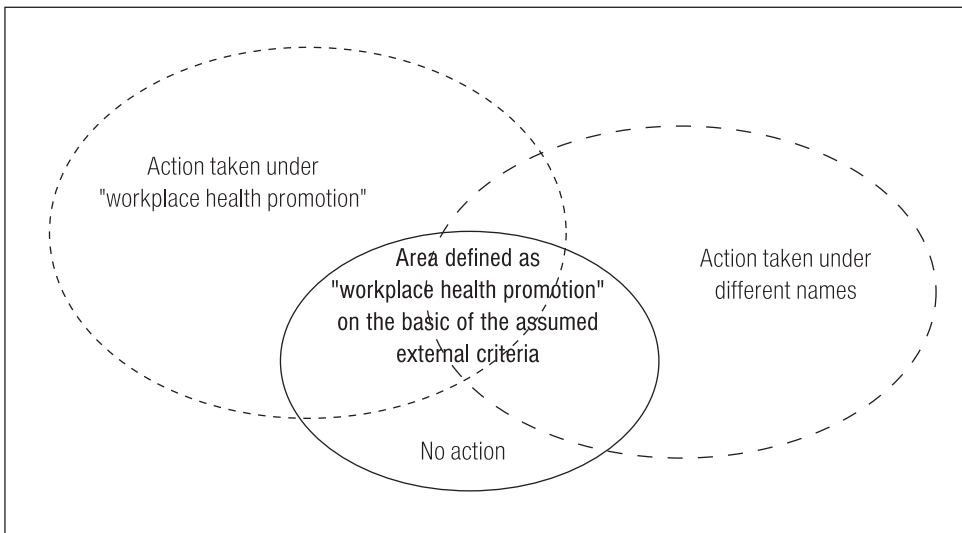 Action taken under
"workplace health promotion"
Area defined as
"workplace health promotion"
on the basic of the assumed
external criteria
Action taken under
different names
No action